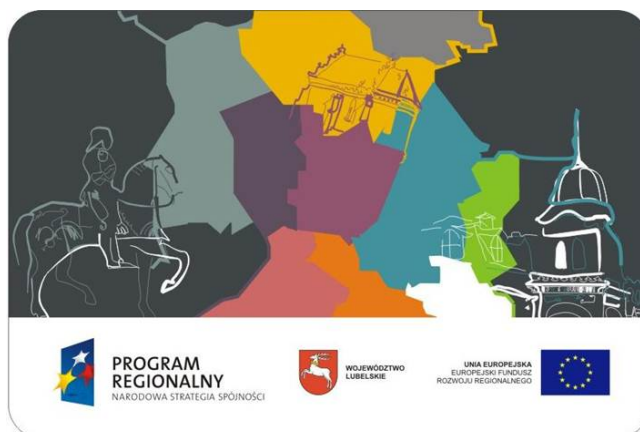 PROGRAM
REGIONALNY
NARODOWA STRATEGIA SPÓJNOŚCI
WOJEWÓDZTWO
LUBELSKIE
UNIA EUROPEJSKA
EUROPEJSKI FUNDUSZ
ROZWOJU REGIONALNEGO